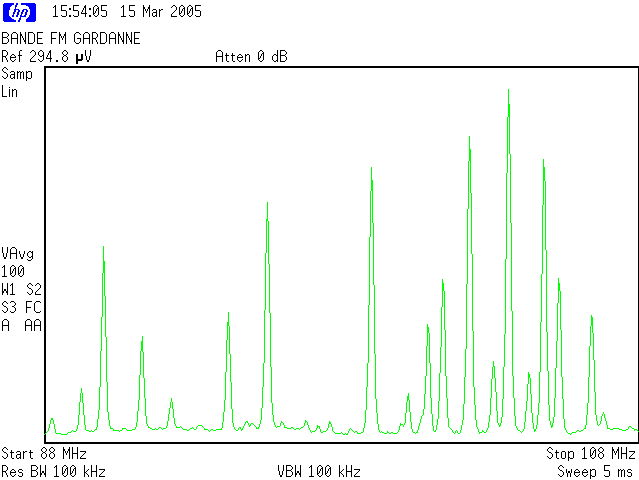 hp 15:54:05 15 Mar 2005
BANDE FM GARDANNE
Ref 294.8 µV Atten 0 dB
Samp
Lin
VAvg
100
W1 S2
S3 FC
A AA
Start 88 MHz Stop 108 MHz
Res BW 100 kHz VBW 100 kHz Sweep 5 ms